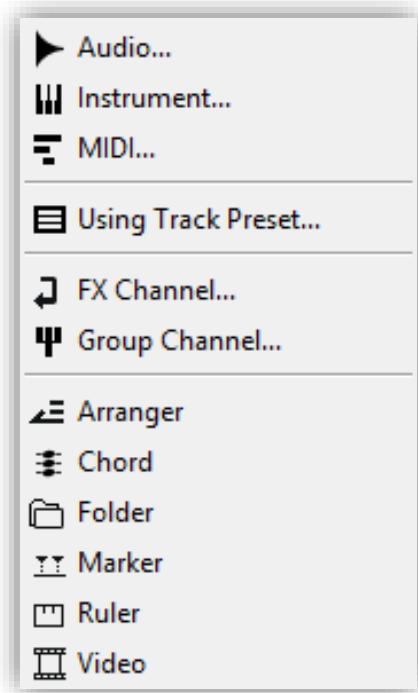 Audio...
Instrument...
MIDI...
Using Track Preset...
FX Channel...
Group Channel...
Arranger
Chord
Folder
Marker
Ruler
Video